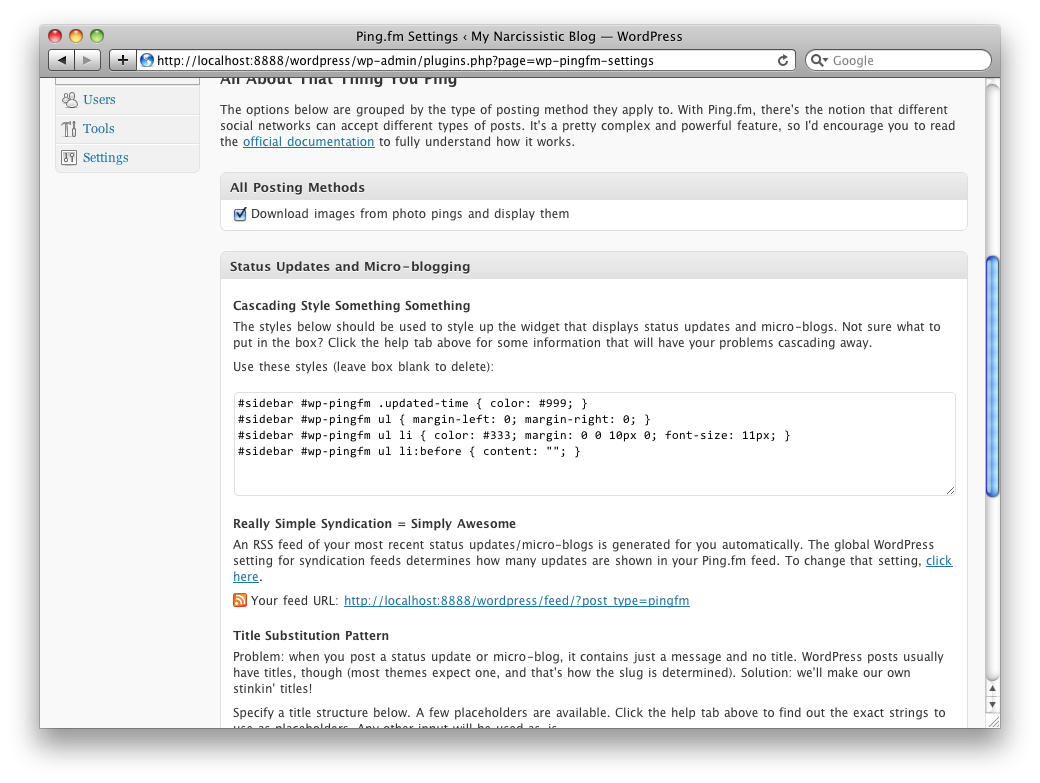 Ping.fm Settings ‹ My Narcissistic Blog — WordPress
http://localhost:8888/wordpress/wp-admin/plugins.php?page=wp-pingfm-settings
Google
All About That Thing You Ping
Users
Tools
Settings
The options below are grouped by the type of posting method they apply to. With Ping.fm, there's the notion that different
social networks can accept different types of posts. It's a pretty complex and powerful feature, so I'd encourage you to read
the official documentation to fully understand how it works.
All Posting Methods
Download images from photo pings and display them
Status Updates and Micro-blogging
Cascading Style Something Something
The styles below should be used to style up the widget that displays status updates and micro-blogs. Not sure what to
put in the box? Click the help tab above for some information that will have your problems cascading away.
Use these styles (leave box blank to delete):
#sidebar #wp-pingfm .updated-time { color: #999; }
#sidebar #wp-pingfm ul { margin-left: 0; margin-right: 0; }
#sidebar #wp-pingfm ul li { color: #333; margin: 0 0 10px 0; font-size: 11px; }
#sidebar #wp-pingfm ul li:before { content: ""; }
Really Simple Syndication = Simply Awesome
An RSS feed of your most recent status updates/micro-blogs is generated for you automatically. The global WordPress
setting for syndication feeds determines how many updates are shown in your Ping.fm feed. To change that setting, click
here.
Your feed URL: http://localhost:8888/wordpress/feed/?post_type=pingfm
Title Substitution Pattern
Problem: when you post a status update or micro-blog, it contains just a message and no title. WordPress posts usually
have titles, though (most themes expect one, and that's how the slug is determined). Solution: we'll make our own
stinkin' titles!
Specify a title structure below. A few placeholders are available. Click the help tab above to find out the exact strings to
use as placeholders. Any other input will be used as-is.